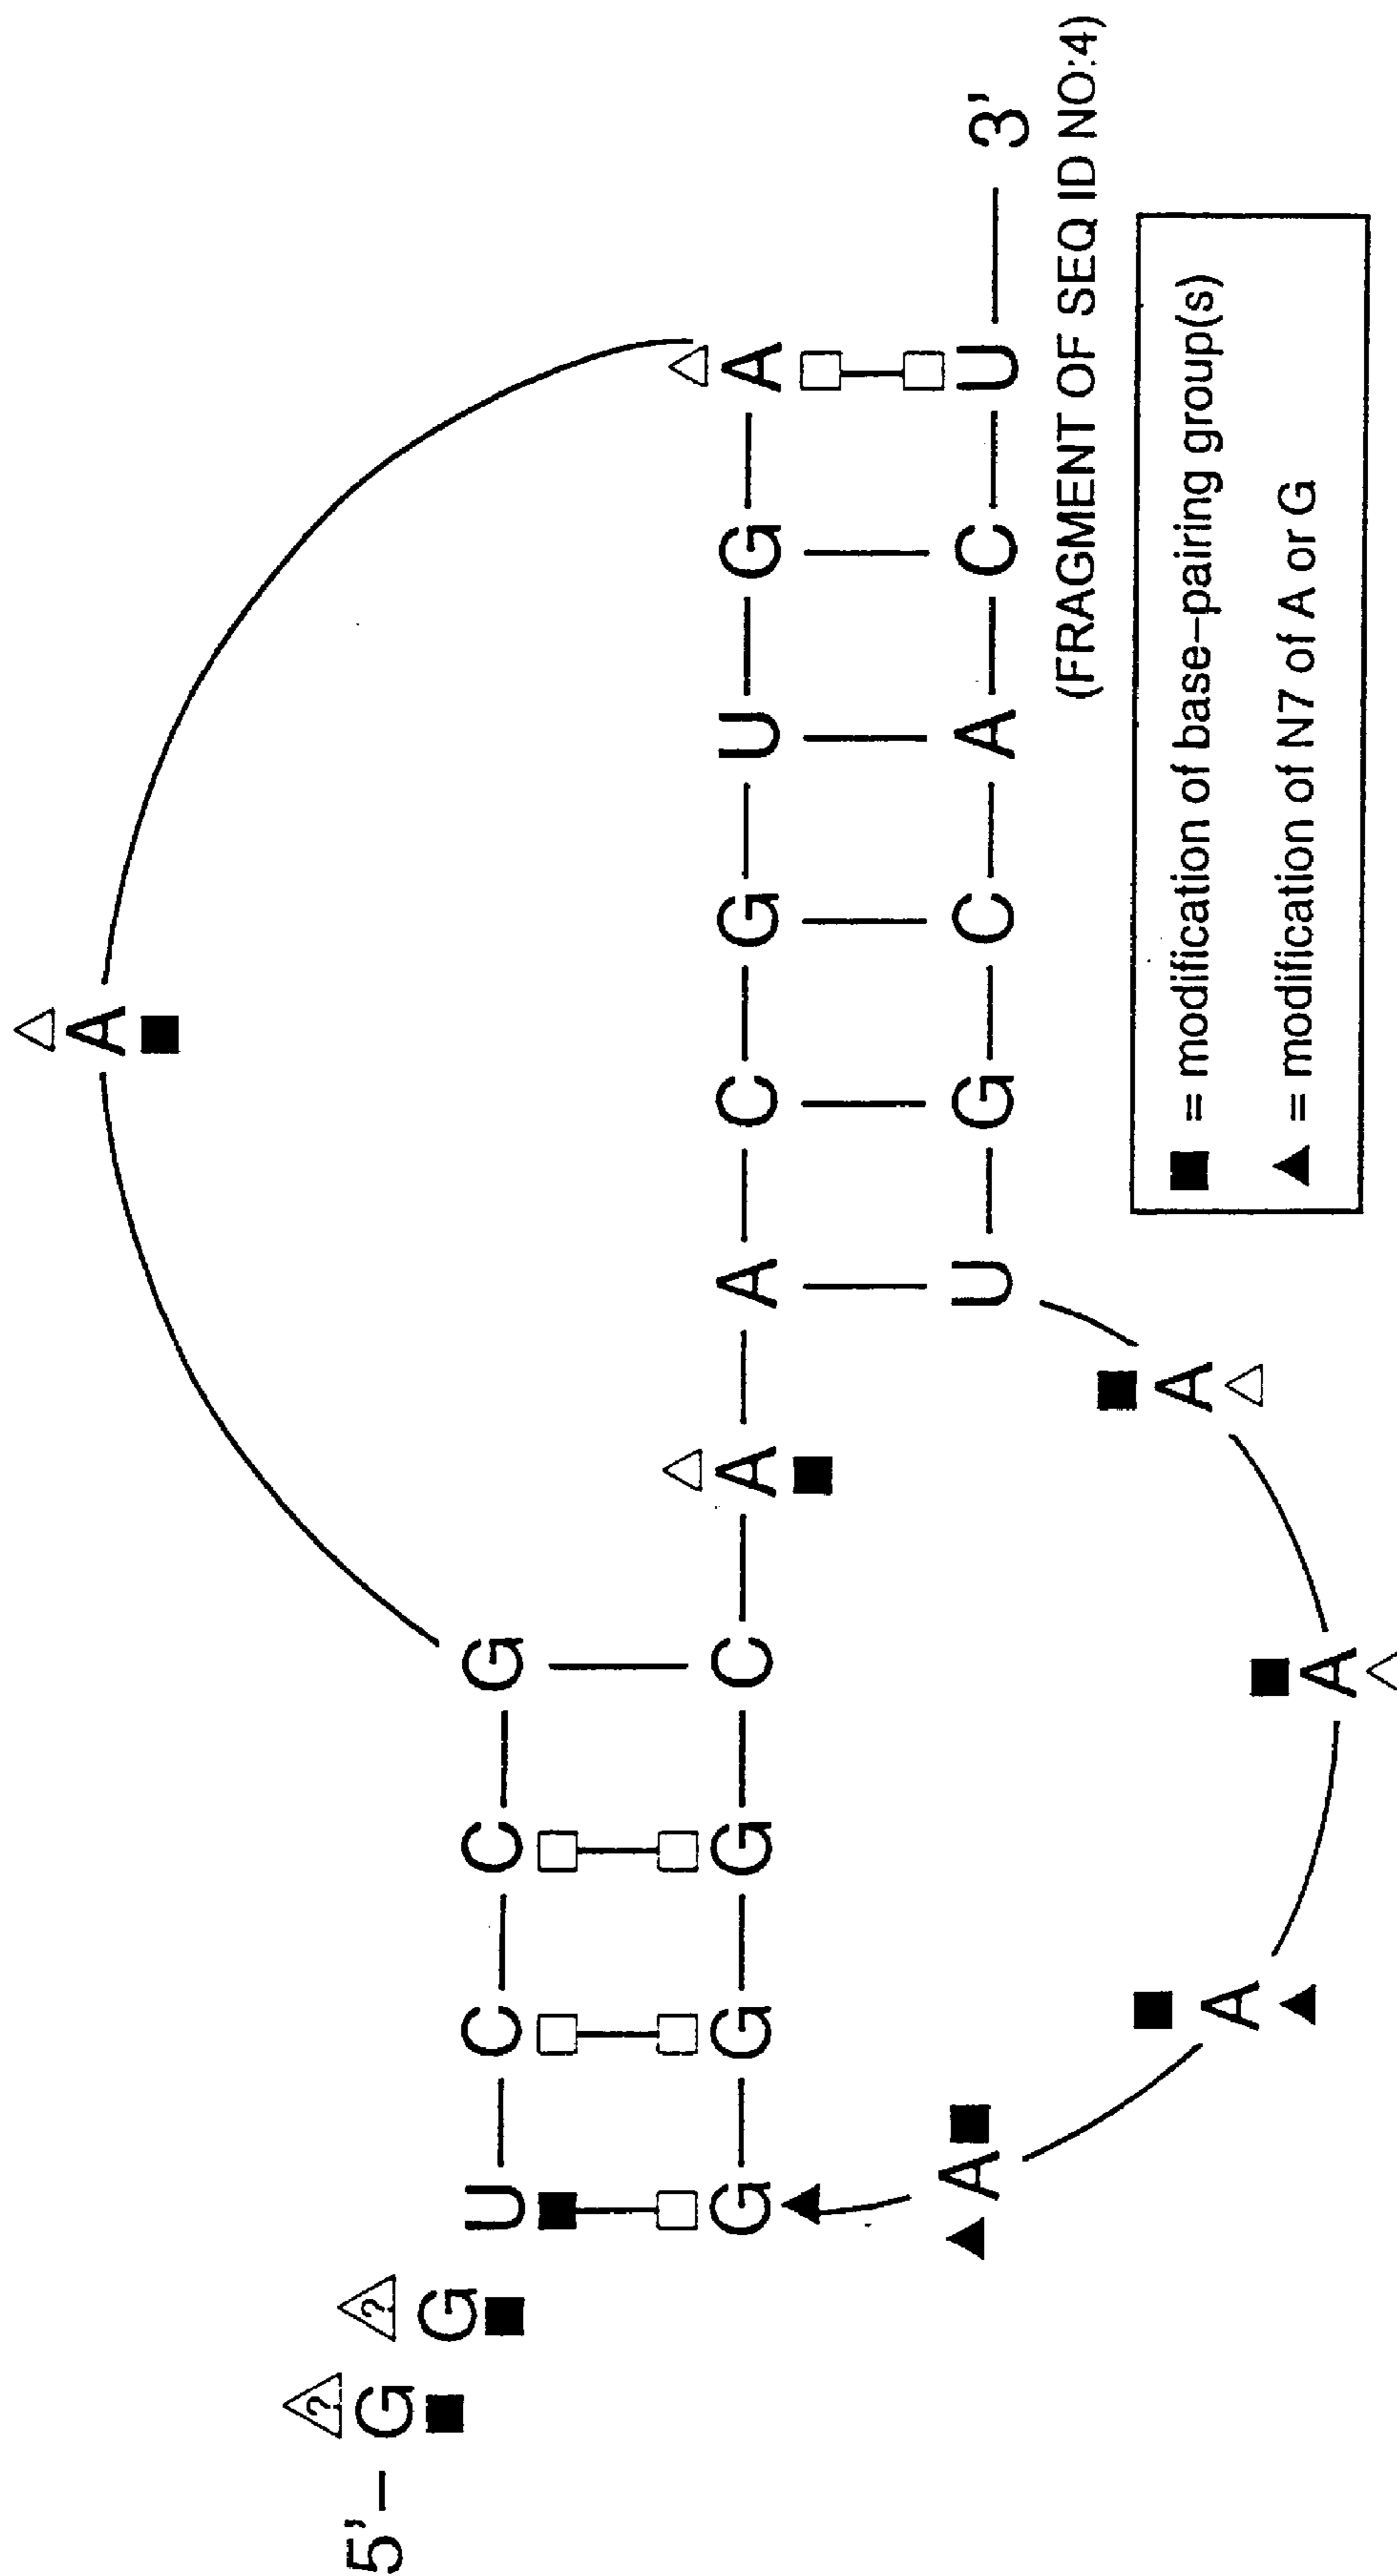 A
? ?
5'– G G U C C G
G G G C A A C G U G A
U G C A C U 3'
A A A A
(FRAGMENT OF SEQ ID NO:4)
■ = modification of base–pairing group(s)
▲ = modification of N7 of A or G